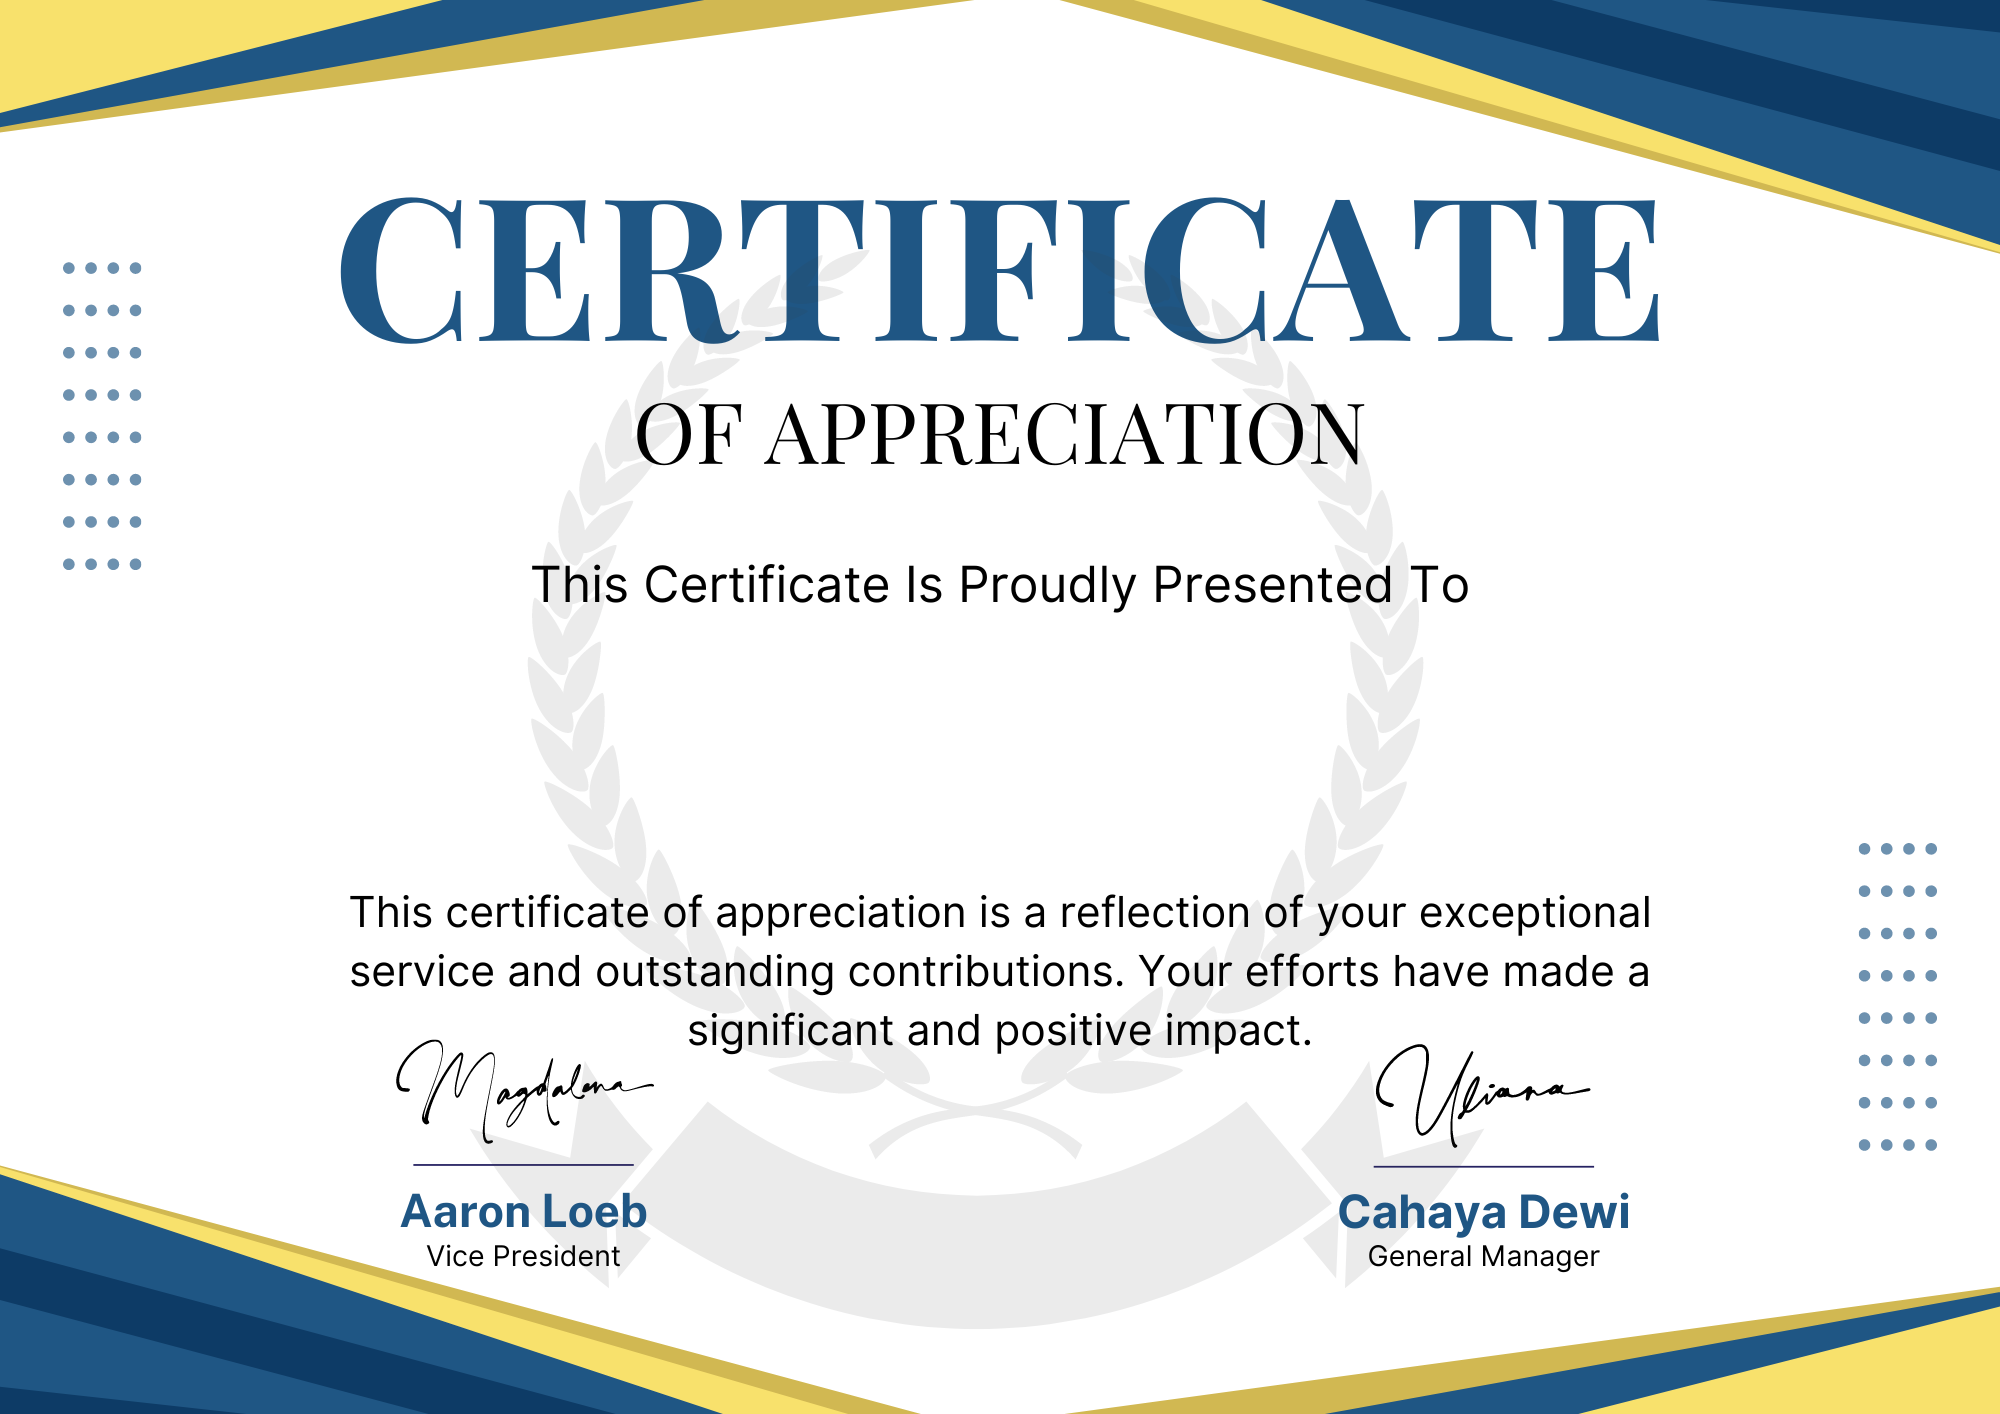 CERTIFICATE
OF APPRECIATION
This Certificate Is Proudly Presented To
This certificate of appreciation is a reflection of your exceptional
service and outstanding contributions. Your efforts have made a
significant and positive impact.
Magdalena
Uliana
Aaron Loeb
Cahaya Dewi
Vice President
General Manager